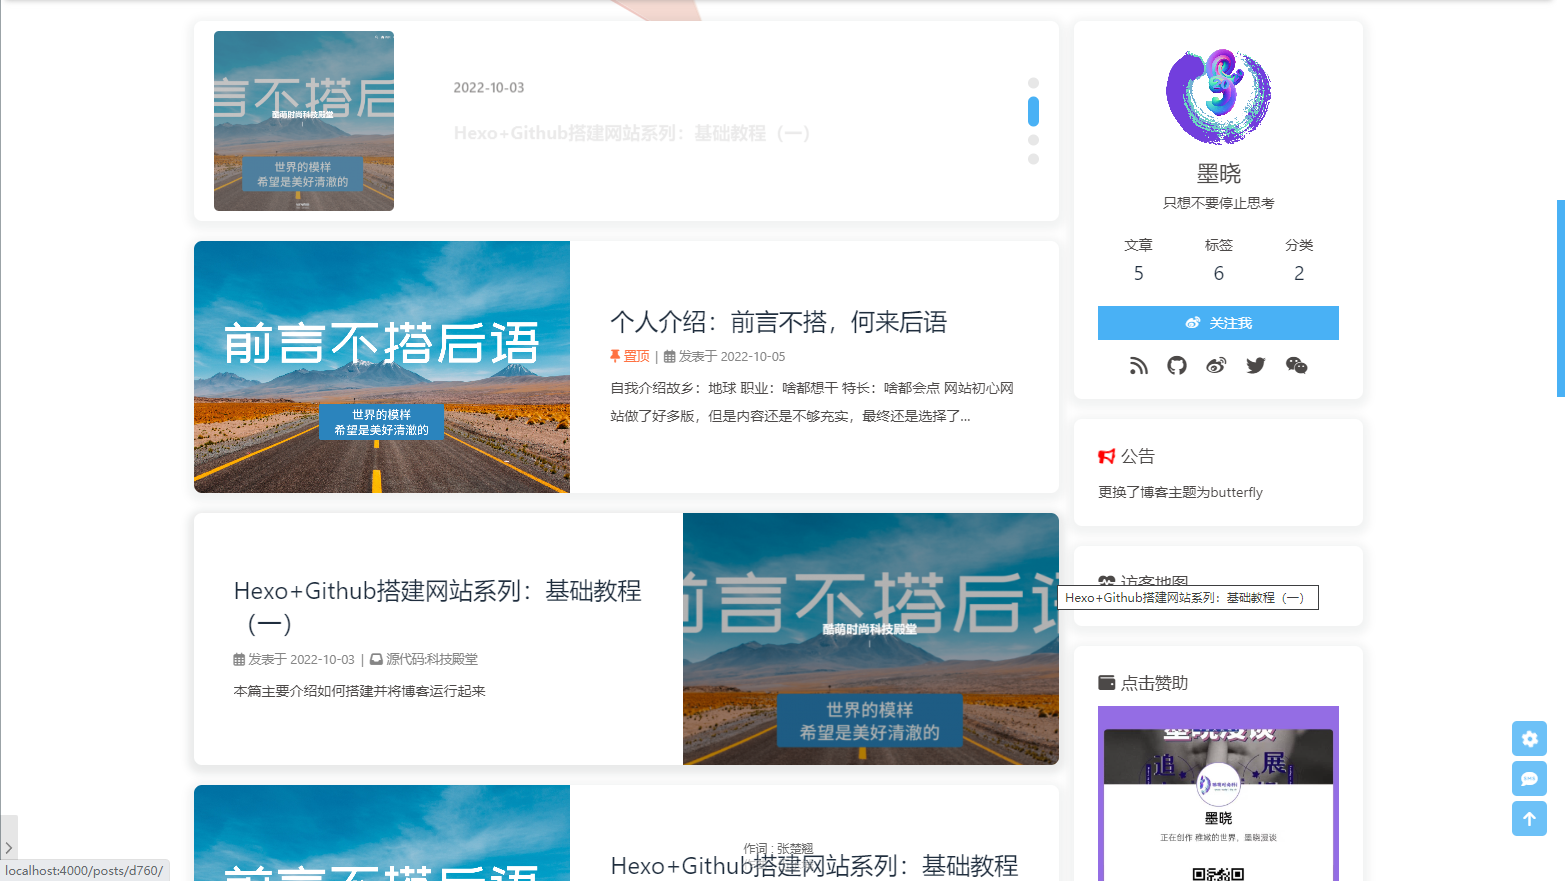 言不搭后
酷萌时尚科技殿堂
世界的模样
希望是美好清澈的
2022-10-03
Hexo+Github搭建网站系列：基础教程（一）
墨晓
只想不要停止思考
文章
标签
分类
5
6
2
关注我
前言不搭后语
世界的模样
希望是美好清澈的
个人介绍：前言不搭，何来后语
置顶 | 发表于 2022-10-05
自我介绍故乡：地球 职业：啥都想干 特长：啥都会点 网站初心网
站做了好多版，但是内容还是不够充实，最终还是选择了...
公告
更换了博客主题为butterfly
Hexo+Github搭建网站系列：基础教程
（一）
发表于 2022-10-03 | 源代码:科技殿堂
本篇主要介绍如何搭建并将博客运行起来
前言不搭后语
酷萌时尚科技殿堂
世界的模样
希望是美好清澈的
访客地图
Hexo+Github搭建网站系列：基础教程（一）
点击赞助
墨晓漫谈
追
展
墨晓
正在创作 稚嫩的世界，墨晓漫谈
前言不搭后语
作词 : 张楚翘
Hexo+Github搭建网站系列：基础教程
localhost:4000/posts/d760/